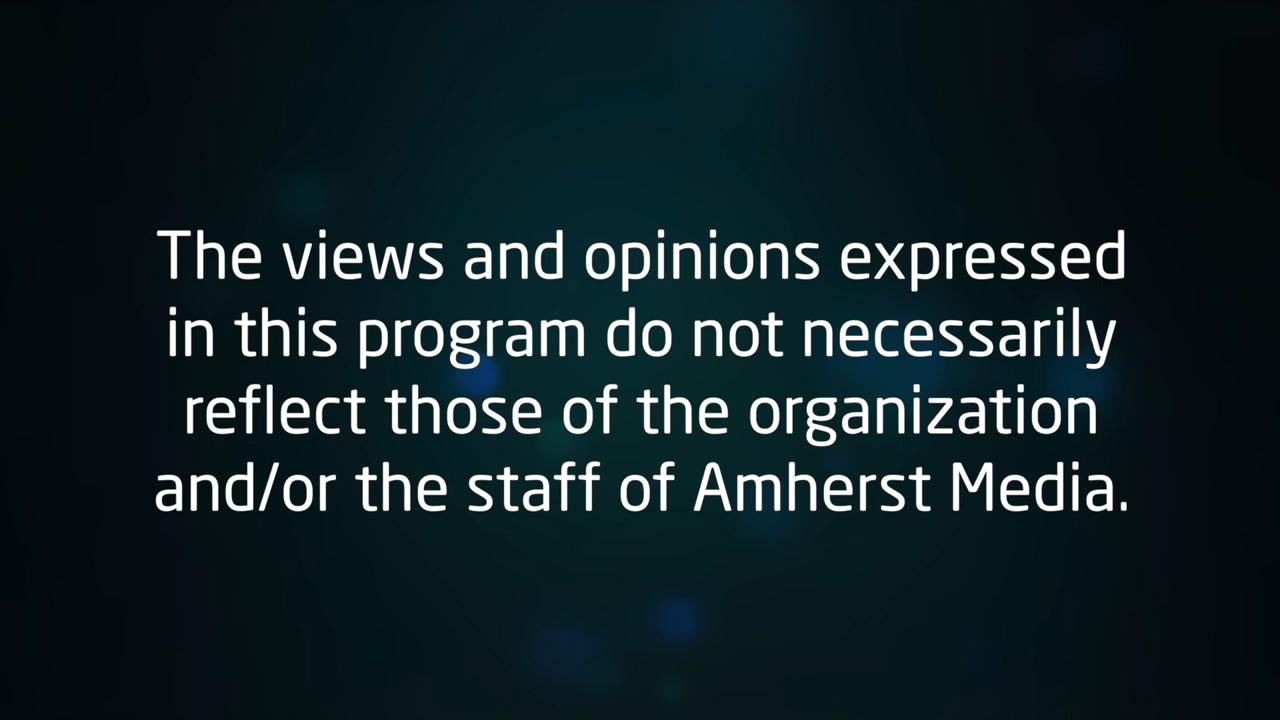 The views and opinions expressed
in this program do not necessarily
reflect those of the organization
and/or the staff of Amherst Media.